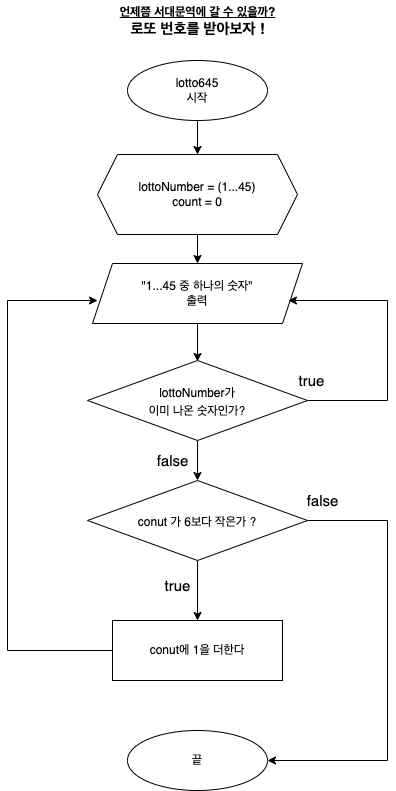 언제쯤 서대문역에 갈 수 있을까?
로또 번호를 받아보자 !
lotto645
시작
lottoNumber = (1...45)
count = 0
"1...45 중 하나의 숫자"
출력
lottoNumber가
이미 나온 숫자인가?
true
false
conut 가 6보다 작은가 ?
false
true
conut에 1을 더한다
끝